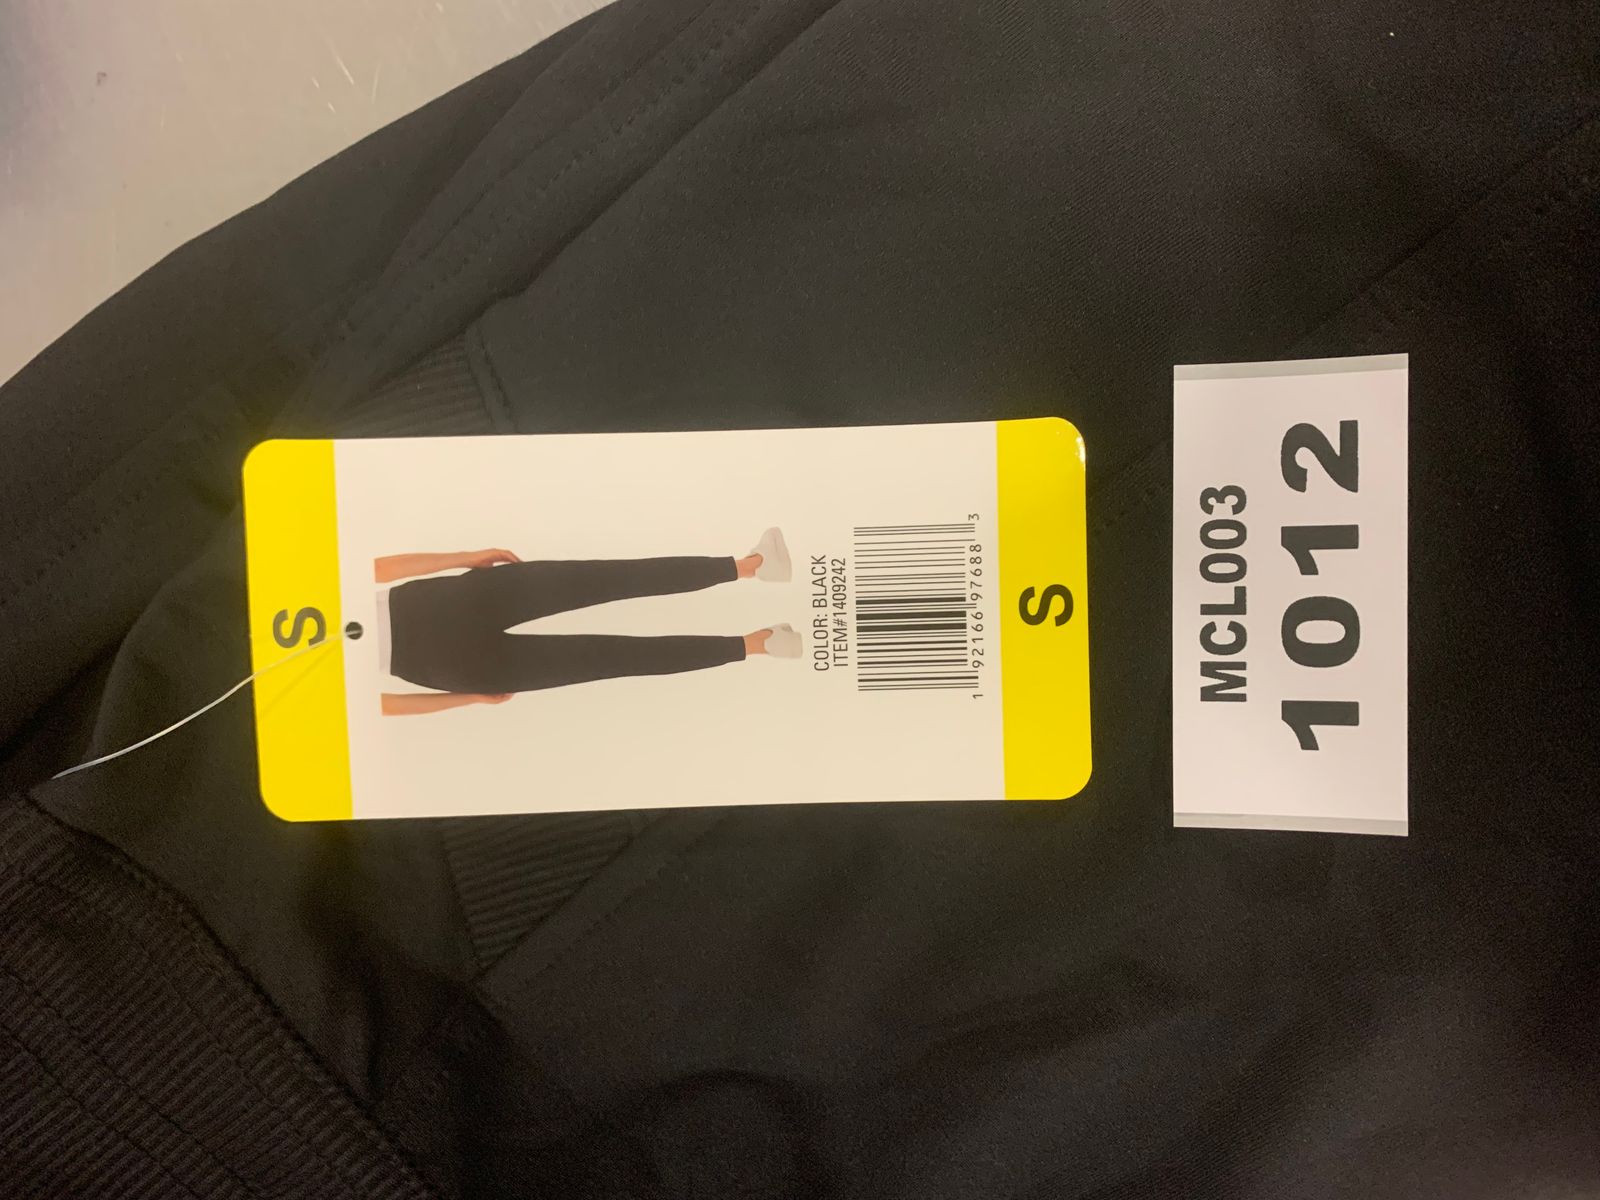 S
COLOR: BLACK
ITEM#1409242
1 92166 97688 3
S
MCL003
1012